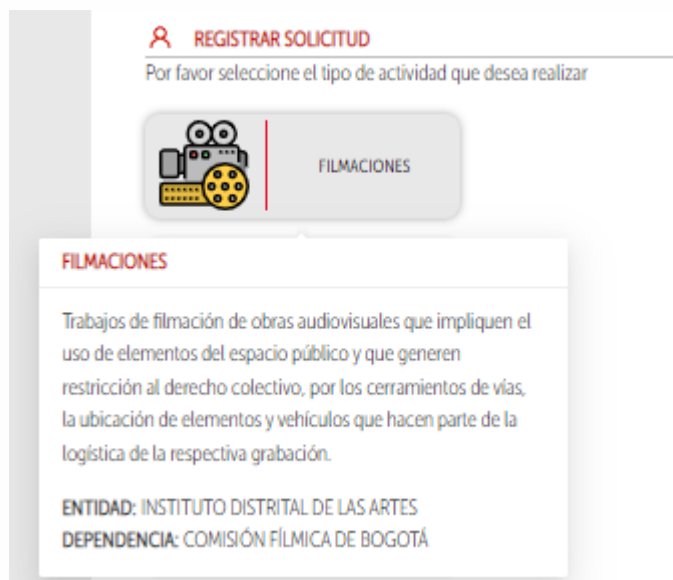 REGISTRAR SOLICITUD
Por favor seleccione el tipo de actividad que desea realizar
FILMACIONES
FILMACIONES
Trabajos de filmación de obras audiovisuales que impliquen el
uso de elementos del espacio público y que generen
restricción al derecho colectivo, por los cerramientos de vías,
la ubicación de elementos y vehículos que hacen parte de la
logística de la respectiva grabación.
ENTIDAD: INSTITUTO DISTRITAL DE LAS ARTES
DEPENDENCIA: COMISIÓN FÍLMICA DE BOGOTÁ